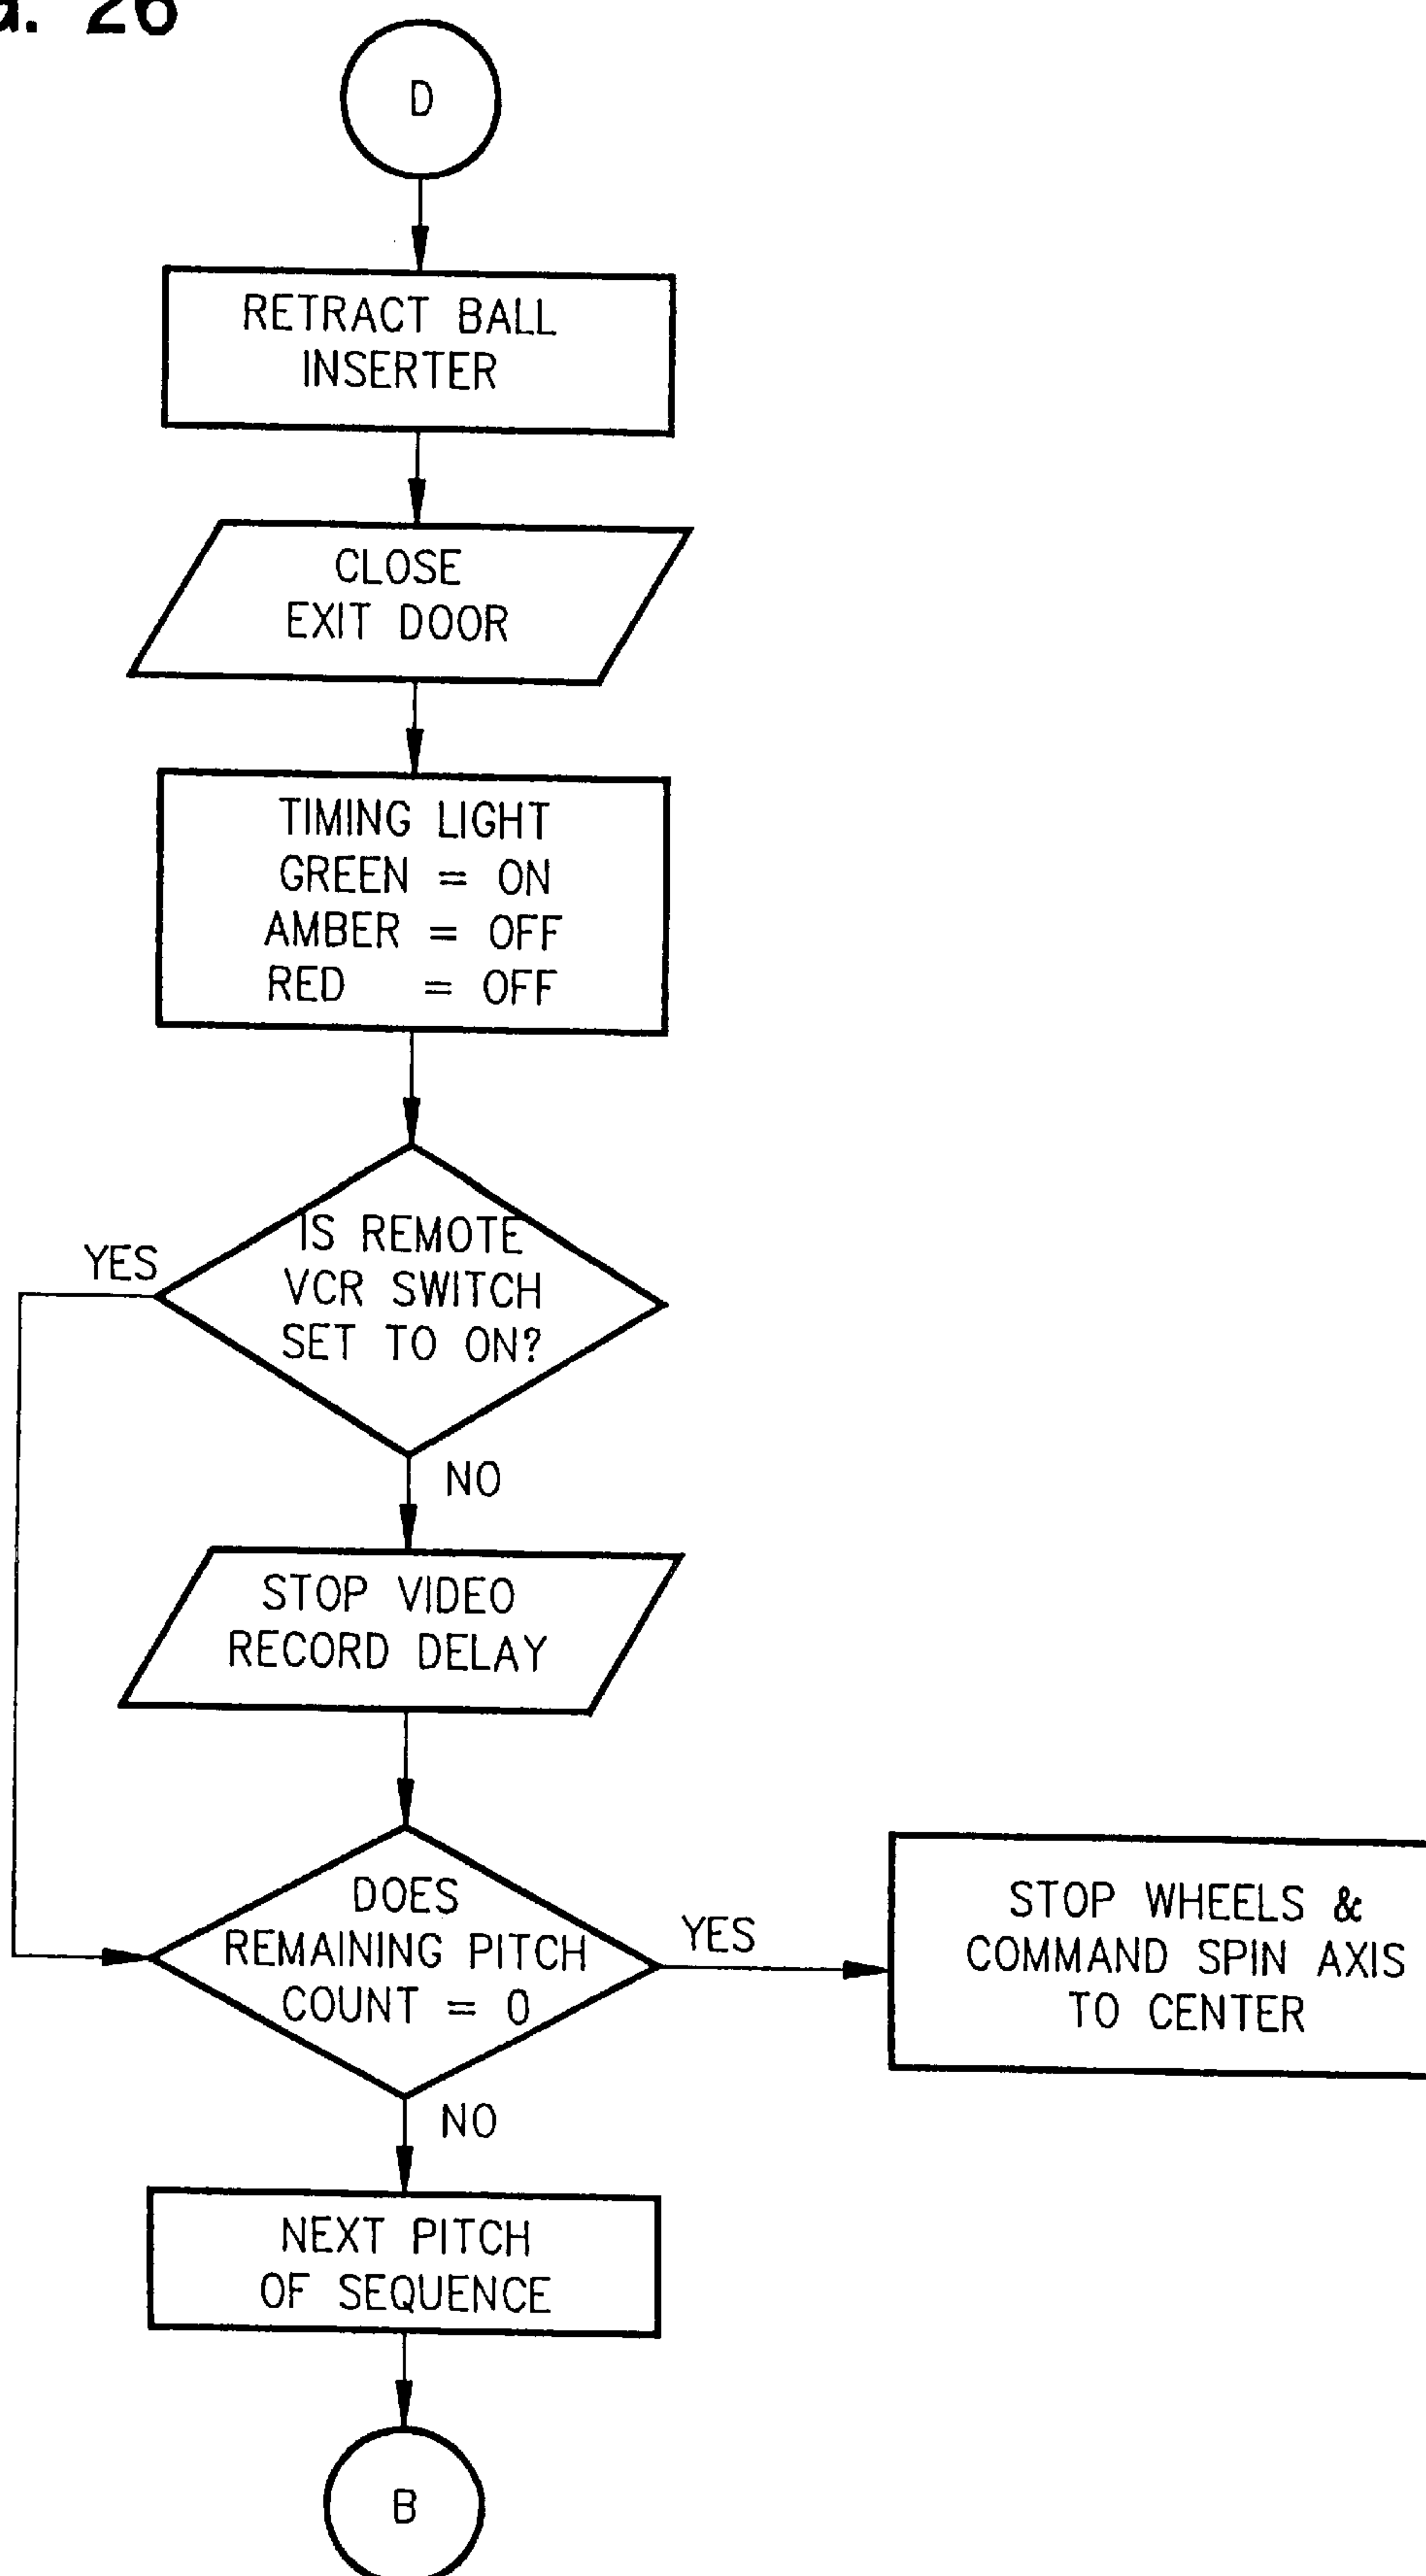 26
D
RETRACT BALL
INSERTER
CLOSE
EXIT DOOR
TIMING LIGHT
GREEN = ON
AMBER = OFF
RED = OFF
IS REMOTE
VCR SWITCH
SET TO ON?
YES
NO
STOP VIDEO
RECORD DELAY
DOES
REMAINING PITCH
COUNT = 0
YES
STOP WHEELS &
COMMAND SPIN AXIS
TO CENTER
NO
NEXT PITCH
OF SEQUENCE
B